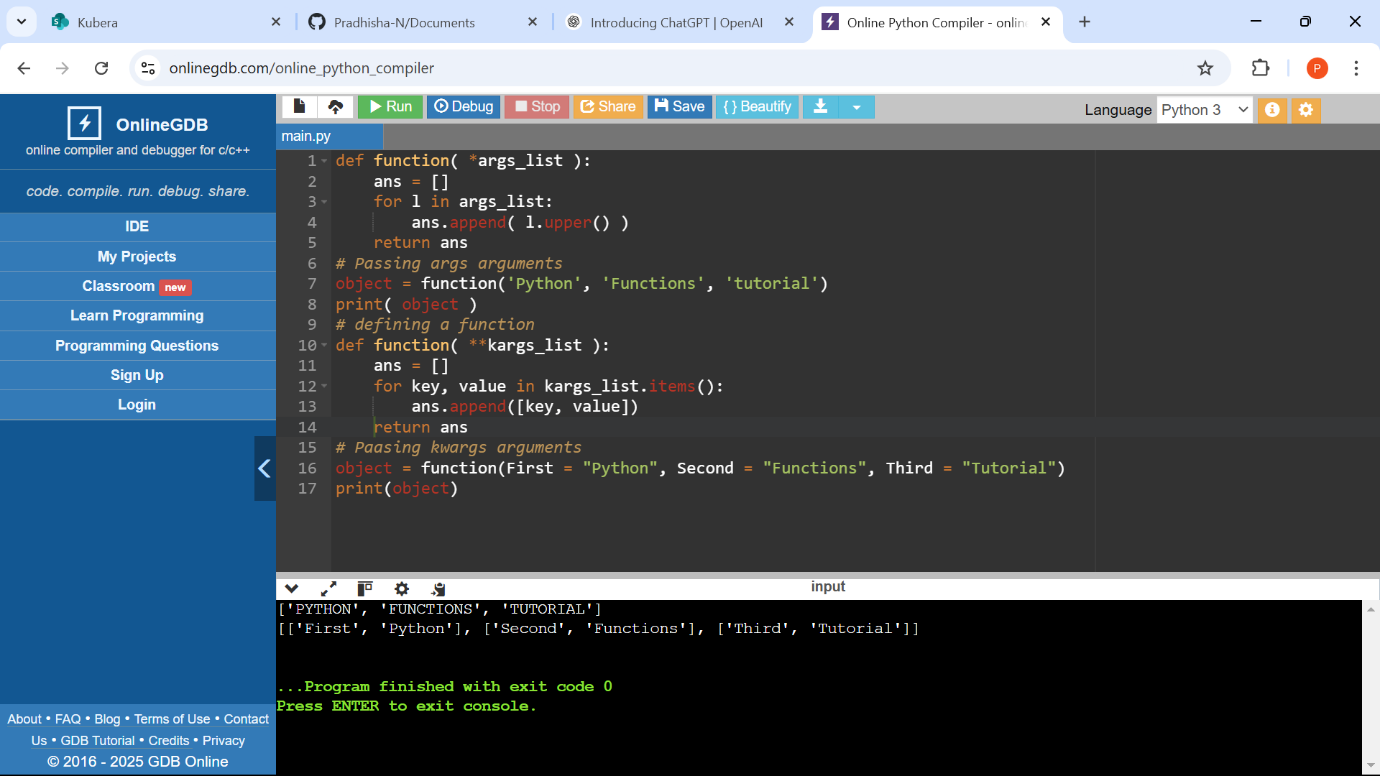 Kubera
Pradhisha-N/Documents
Introducing ChatGPT | OpenAI
Online Python Compiler - onlin
onlinegdb.com/online_python_compiler
P
OnlineGDB
online compiler and debugger for c/c++
code. compile. run. debug. share.
IDE
My Projects
Classroom new
Learn Programming
Programming Questions
Sign Up
Login
About • FAQ • Blog • Terms of Use • Contact
Us • GDB Tutorial • Credits • Privacy
© 2016 - 2025 GDB Online
Run Debug Stop Share Save { } Beautify
Language Python 3
main.py
1 def function( *args_list ):
2     ans = []
3     for l in args_list:
4         ans.append( l.upper() )
5     return ans
6 # Passing args arguments
7 object = function('Python', 'Functions', 'tutorial')
8 print( object )
9 # defining a function
10 def function( **kargs_list ):
11     ans = []
12     for key, value in kargs_list.items():
13         ans.append([key, value])
14     return ans
15 # Paasing kwargs arguments
16 object = function(First = "Python", Second = "Functions", Third = "Tutorial")
17 print(object)
input
['PYTHON', 'FUNCTIONS', 'TUTORIAL']
[['First', 'Python'], ['Second', 'Functions'], ['Third', 'Tutorial']]
...Program finished with exit code 0
Press ENTER to exit console.